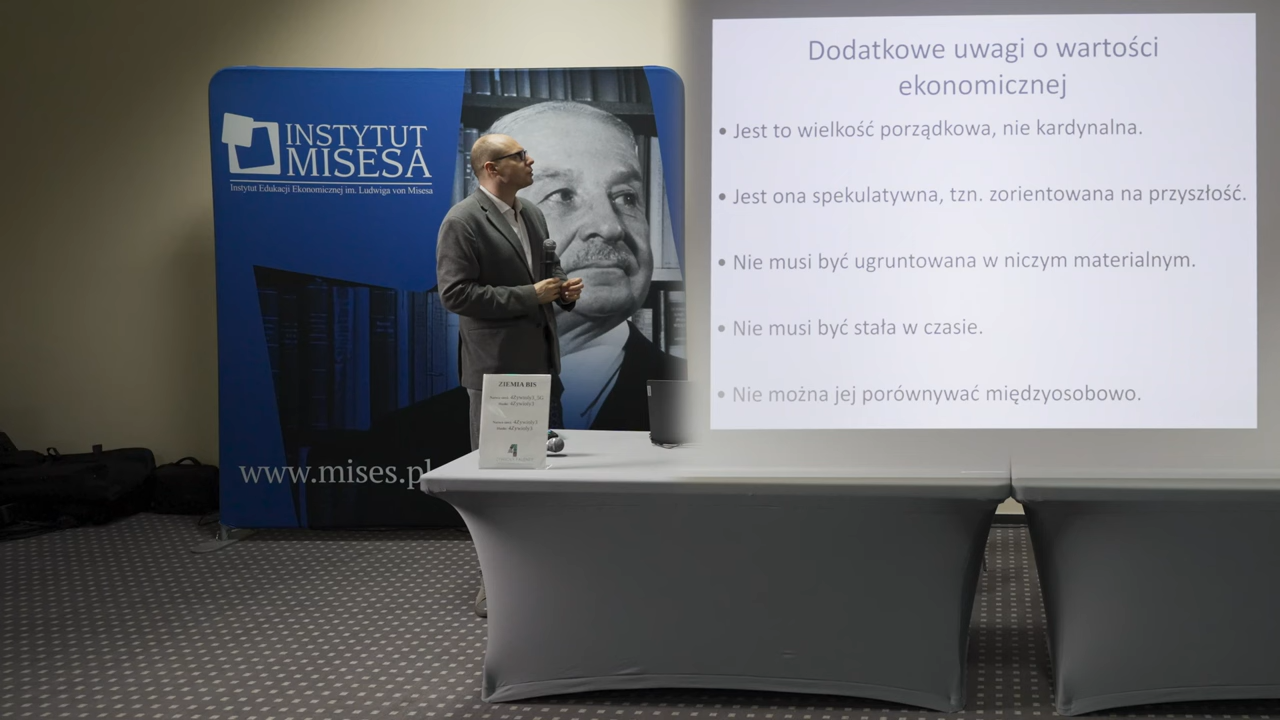 INSTYTUT
MISESA
Instytut Edukacji Ekonomicznej im. Ludwiga von Misesa
www.mises.pl
ZIEMIA BIS
Dodatkowe uwagi o wartości
ekonomicznej
• Jest to wielkość porządkowa, nie kardynalna.
• Jest ona spekulatywna, tzn. zorientowana na przyszłość.
• Nie musi być ugruntowana w niczym materialnym.
• Nie musi być stała w czasie.
• Nie można jej porównywać międzyosobowo.